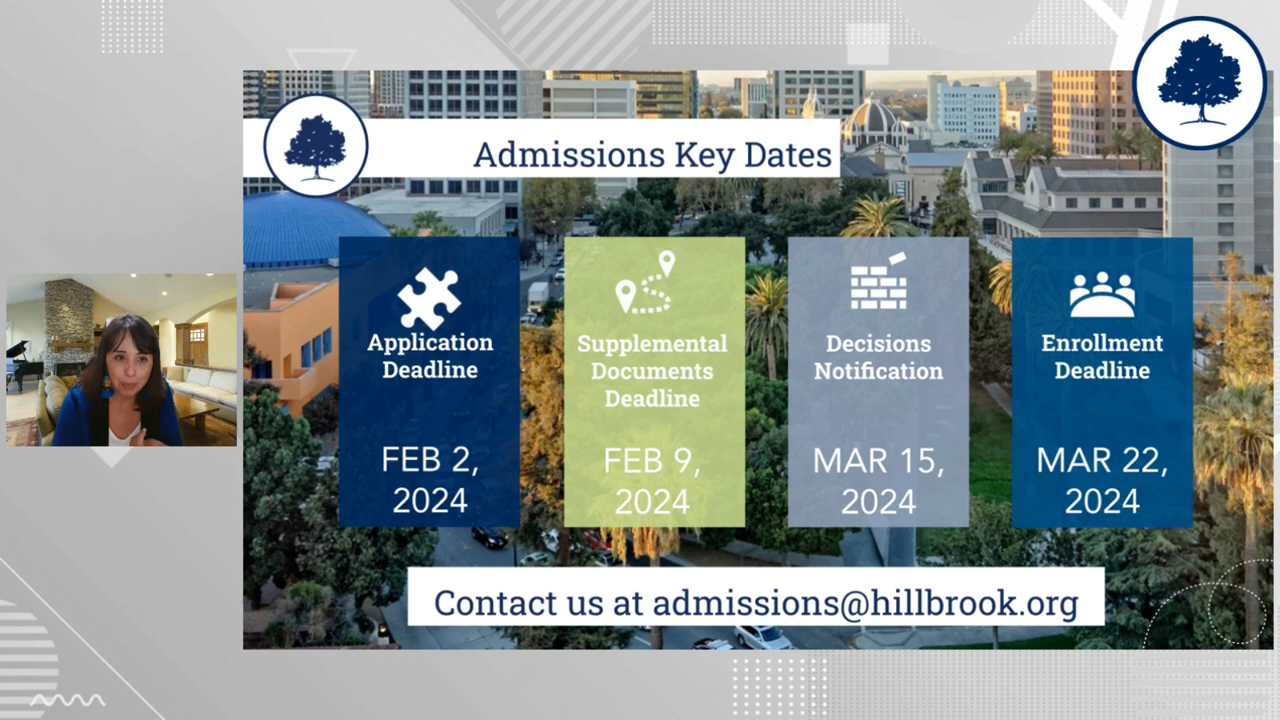 Admissions Key Dates
Application
Deadline
FEB 2,
2024
Supplemental
Documents
Deadline
FEB 9,
2024
Decisions
Notification
MAR 15,
2024
Enrollment
Deadline
MAR 22,
2024
Contact us at admissions@hillbrook.org